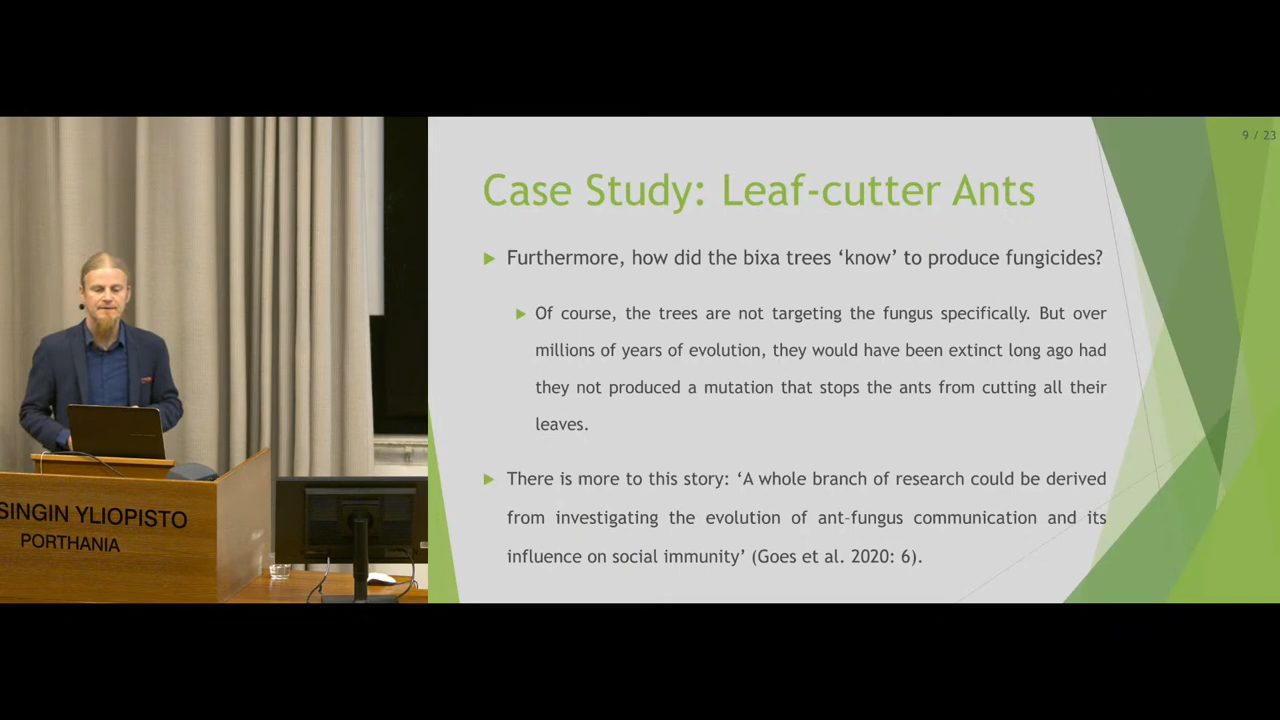 9 / 23
Case Study: Leaf-cutter Ants
Furthermore, how did the bixa trees ‘know’ to produce fungicides?
Of course, the trees are not targeting the fungus specifically. But over
millions of years of evolution, they would have been extinct long ago had
they not produced a mutation that stops the ants from cutting all their
leaves.
There is more to this story: ‘A whole branch of research could be derived
from investigating the evolution of ant-fungus communication and its
influence on social immunity’ (Goes et al. 2020: 6).
SINGIN YLIOPISTO
PORTHANIA